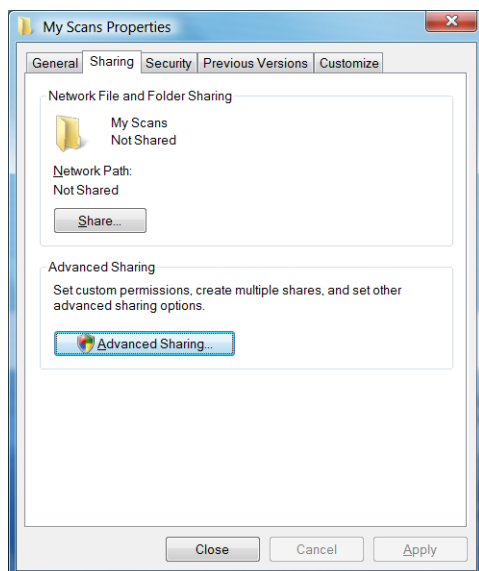 My Scans Properties
General Sharing Security Previous Versions Customize
Network File and Folder Sharing
My Scans
Not Shared
Network Path:
Not Shared
Share...
Advanced Sharing
Set custom permissions, create multiple shares, and set other
advanced sharing options.
Advanced Sharing...
Close Cancel Apply